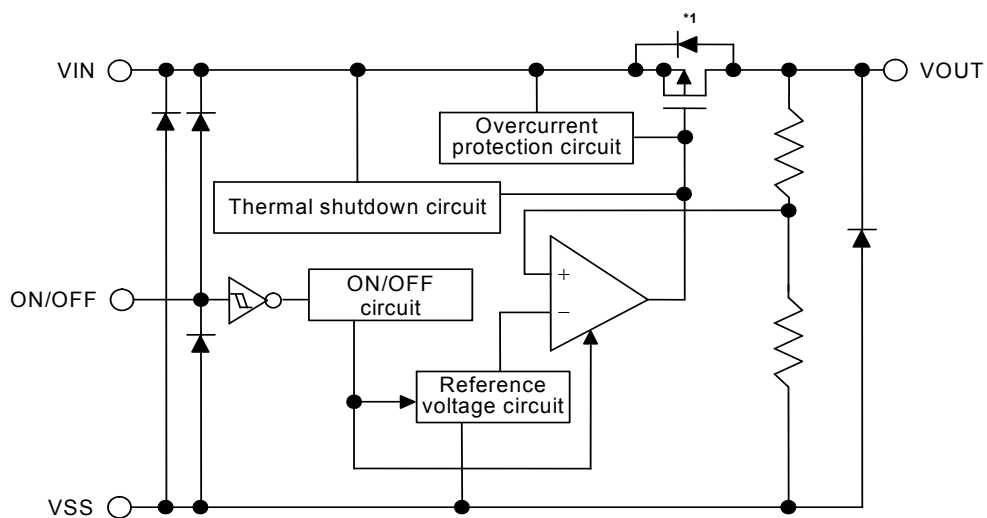 *1
VIN
VOUT
Overcurrent
protection circuit
Thermal shutdown circuit
ON/OFF
ON/OFF
circuit
+
−
Reference
voltage circuit
VSS